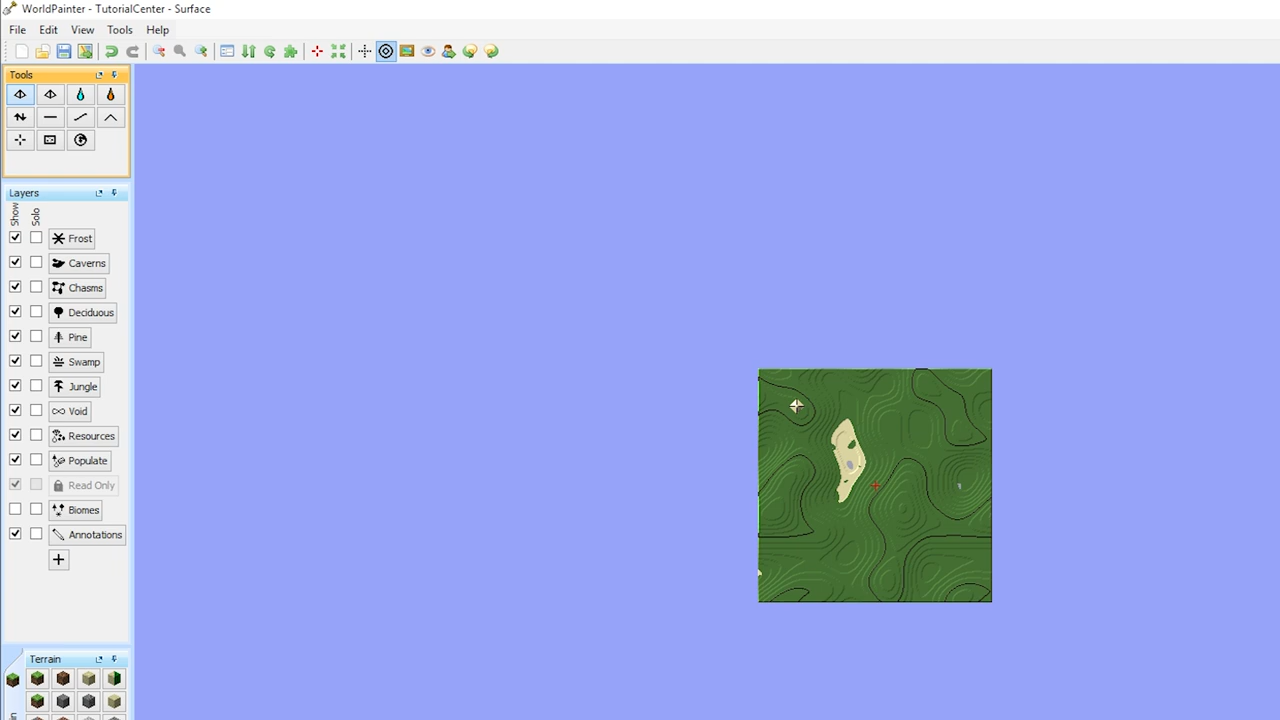 WorldPainter - TutorialCenter - Surface
File Edit View Tools Help
Tools
Layers
Show Solo
Frost
Caverns
Chasms
Deciduous
Pine
Swamp
Jungle
Void
Resources
Populate
Read Only
Biomes
Annotations
Terrain